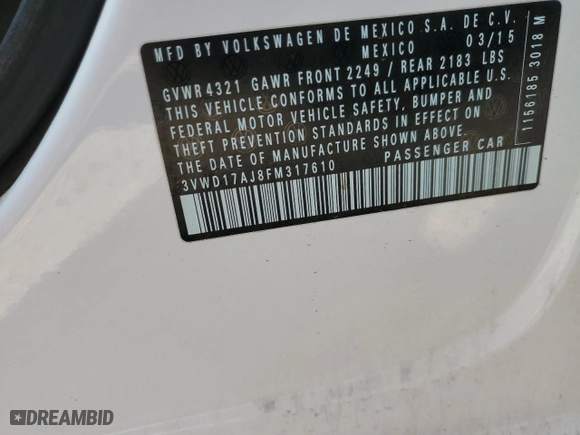 MFD BY VOLKSWAGEN DE MEXICO S.A. DE C.V.
MEXICO 03/15
GVWR 4321 GAWR FRONT 2249 / REAR 2183 LBS
THIS VEHICLE CONFORMS TO ALL APPLICABLE U.S.
FEDERAL MOTOR VEHICLE SAFETY, BUMPER AND
THEFT PREVENTION STANDARDS IN EFFECT ON
THE DATE OF MANUFACTURE SHOWN ABOVE.
3VWD17AJ8FM317610 PASSENGER CAR
1156185 3018 M
DREAMBID